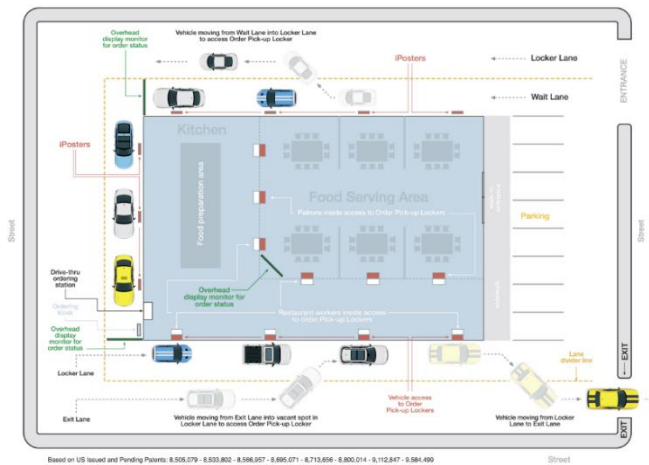 Overhead
display monitor
for order status
Vehicle moving from Wait Lane into Locker Lane
to access Order Pick-up Locker
iPosters
Locker Lane
Wait Lane
ENTRANCE
Kitchen
iPosters
Food preparation area
Food Serving Area
Patrons inside access to Order Pick-up Lockers
Parking
Street
Street
Drive-thru
ordering
station
Ordering
kiosk
Overhead
display monitor
for order status
Overhead
display monitor for
order status
Restaurant workers inside access
to order Pick-up Lockers
Locker Lane
Exit Lane
Vehicle moving from Exit Lane into vacant spot in
Locker Lane to access Order Pick-up Locker
Vehicle access
to Order
Pick-up Lockers
Lane
divider line
Vehicle moving from Locker
Lane to Exit Lane
EXIT
EXIT
Based on US Issued and Pending Patents: 8,505,079 - 8,533,802 - 8,566,957 - 8,695,071 - 8,713,656 - 8,800,014 - 9,112,847 - 9,584,499
Street